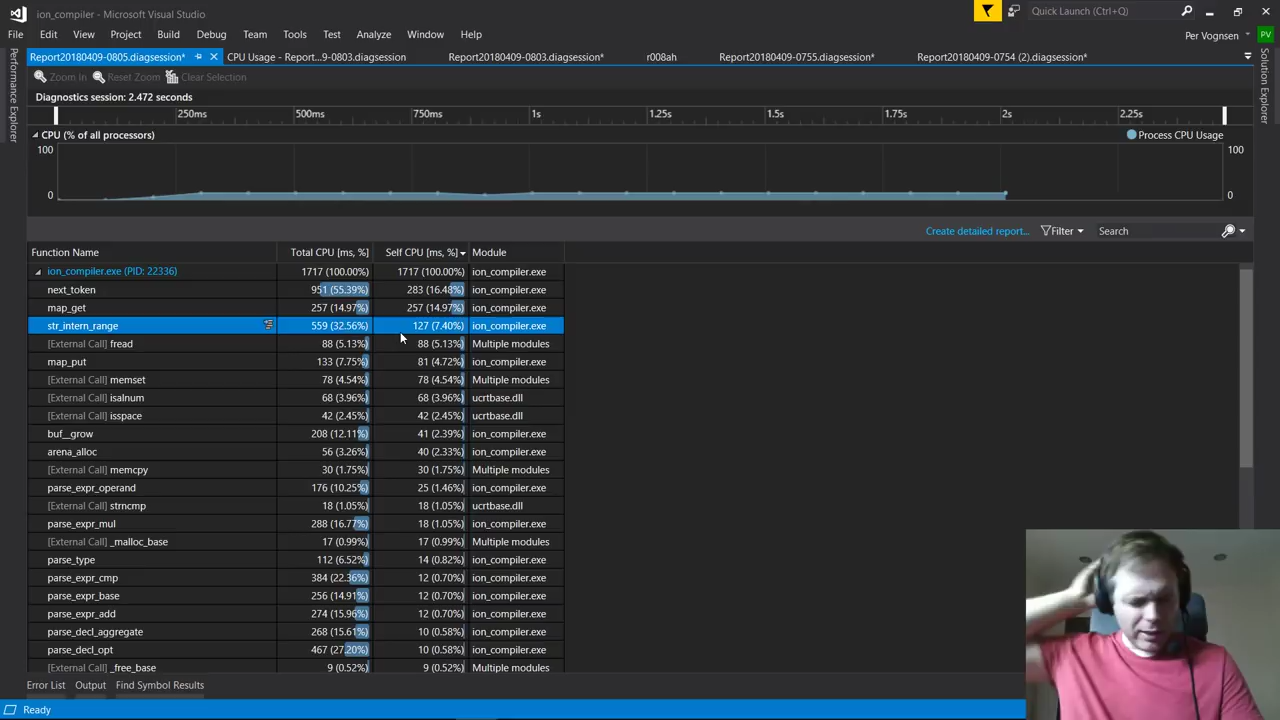 ion_compiler - Microsoft Visual Studio
Quick Launch (Ctrl+Q)
File Edit View Project Build Debug Team Tools Test Analyze Window Help
Per Vognsen PV
Report20180409-0805.diagsession* CPU Usage - Report...9-0803.diagsession Report20180409-0803.diagsession* r008ah Report20180409-0755.diagsession* Report20180409-0754 (2).diagsession*
Performance Explorer
Solution Explorer
Zoom In Reset Zoom Clear Selection
Diagnostics session: 2.472 seconds
250ms 500ms 750ms 1s 1.25s 1.5s 1.75s 2s 2.25s
CPU (% of all processors) Process CPU Usage
100 100
0 0
Create detailed report... Filter Search
Function Name Total CPU [ms, %] Self CPU [ms, %] Module
ion_compiler.exe (PID: 22336) 1717 (100.00%) 1717 (100.00%) ion_compiler.exe
next_token 951 (55.39%) 283 (16.48%) ion_compiler.exe
map_get 257 (14.97%) 257 (14.97%) ion_compiler.exe
str_intern_range 559 (32.56%) 127 (7.40%) ion_compiler.exe
[External Call] fread 88 (5.13%) 88 (5.13%) Multiple modules
map_put 133 (7.75%) 81 (4.72%) ion_compiler.exe
[External Call] memset 78 (4.54%) 78 (4.54%) Multiple modules
[External Call] isalnum 68 (3.96%) 68 (3.96%) ucrtbase.dll
[External Call] isspace 42 (2.45%) 42 (2.45%) ucrtbase.dll
buf__grow 208 (12.11%) 41 (2.39%) ion_compiler.exe
arena_alloc 56 (3.26%) 40 (2.33%) ion_compiler.exe
[External Call] memcpy 30 (1.75%) 30 (1.75%) Multiple modules
parse_expr_operand 176 (10.25%) 25 (1.46%) ion_compiler.exe
[External Call] strncmp 18 (1.05%) 18 (1.05%) ucrtbase.dll
parse_expr_mul 288 (16.77%) 18 (1.05%) ion_compiler.exe
[External Call] _malloc_base 17 (0.99%) 17 (0.99%) Multiple modules
parse_type 112 (6.52%) 14 (0.82%) ion_compiler.exe
parse_expr_cmp 384 (22.36%) 12 (0.70%) ion_compiler.exe
parse_expr_base 256 (14.91%) 12 (0.70%) ion_compiler.exe
parse_expr_add 274 (15.96%) 12 (0.70%) ion_compiler.exe
parse_decl_aggregate 268 (15.61%) 10 (0.58%) ion_compiler.exe
parse_decl_opt 467 (27.20%) 10 (0.58%) ion_compiler.exe
[External Call] _free_base 9 (0.52%) 9 (0.52%) Multiple modules
Error List Output Find Symbol Results
Ready